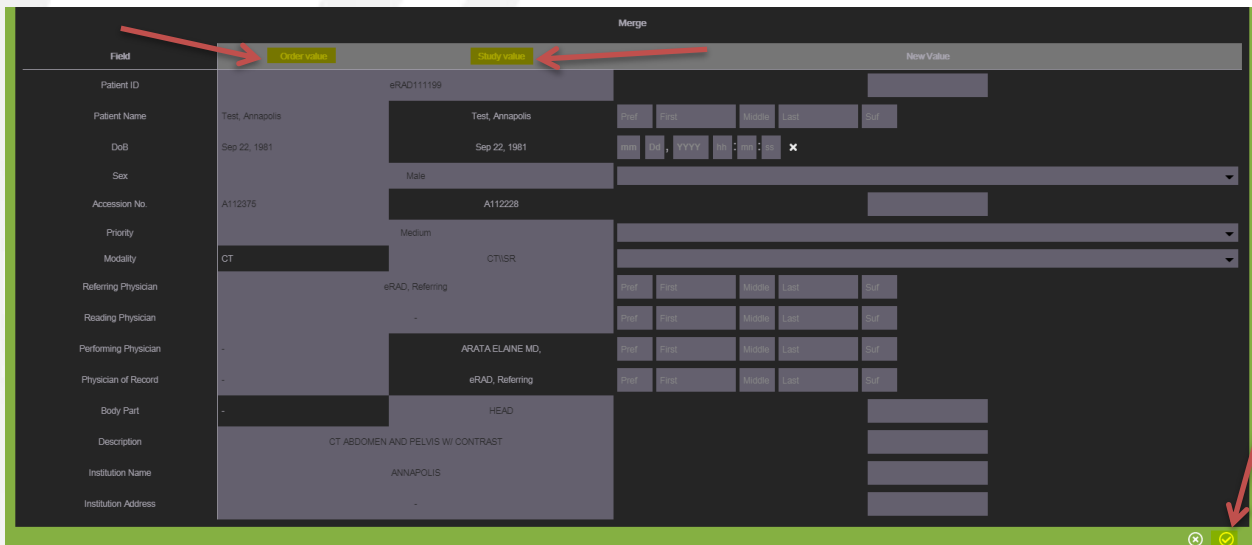 Merge
Field Order value Study value New Value
Patient ID eRAD111199
Patient Name Test, Annapolis Test, Annapolis Pref First Middle Last Suf
DoB Sep 22, 1981 Sep 22, 1981 mm Dd , YYYY hh : mn : ss ×
Sex Male
Accession No. A112375 A112228
Priority Medium
Modality CT CT\\SR
Referring Physician eRAD, Referring Pref First Middle Last Suf
Reading Physician - Pref First Middle Last Suf
Performing Physician - ARATA ELAINE MD, Pref First Middle Last Suf
Physician of Record - eRAD, Referring Pref First Middle Last Suf
Body Part - HEAD
Description CT ABDOMEN AND PELVIS W/ CONTRAST
Institution Name ANNAPOLIS
Institution Address -